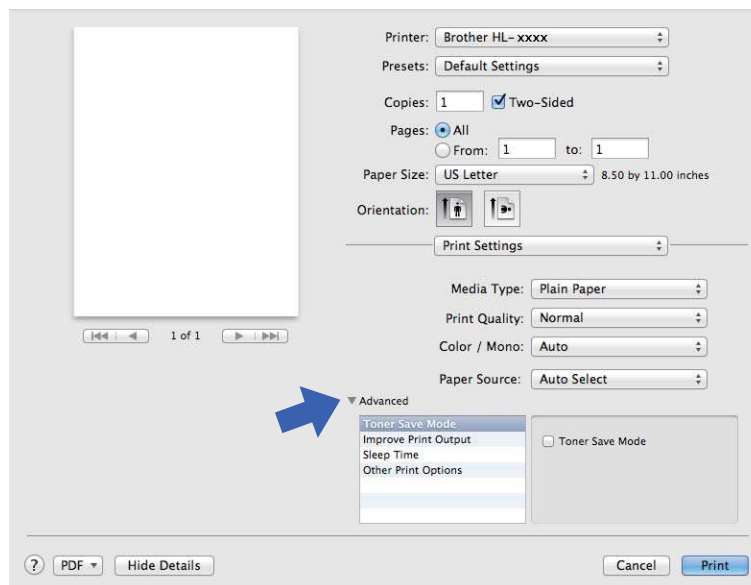 Printer: Brother HL-xxxx
Presets: Default Settings
Copies: 1 Two-Sided
Pages: All
From: 1 to: 1
Paper Size: US Letter 8.50 by 11.00 inches
Orientation:
Print Settings
Media Type: Plain Paper
Print Quality: Normal
1 of 1
Color / Mono: Auto
Paper Source: Auto Select
Advanced
Toner Save Mode
Improve Print Output
Sleep Time
Other Print Options
Toner Save Mode
? PDF Hide Details Cancel Print